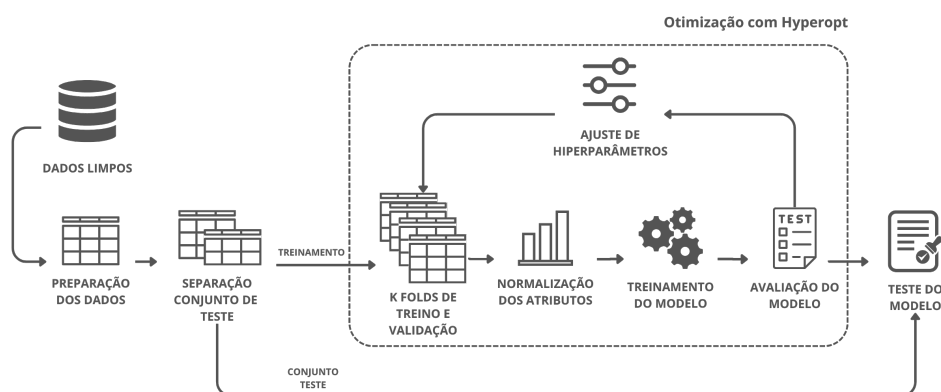 Otimização com Hyperopt
AJUSTE DE
HIPERPARÂMETROS
DADOS LIMPOS
TEST
TREINAMENTO
PREPARAÇÃO
DOS DADOS
SEPARAÇÃO
CONJUNTO DE
TESTE
K FOLDS DE
TREINO E
VALIDAÇÃO
NORMALIZAÇÃO
DOS ATRIBUTOS
TREINAMENTO
DO MODELO
AVALIAÇÃO DO
MODELO
TESTE DO
MODELO
CONJUNTO
TESTE